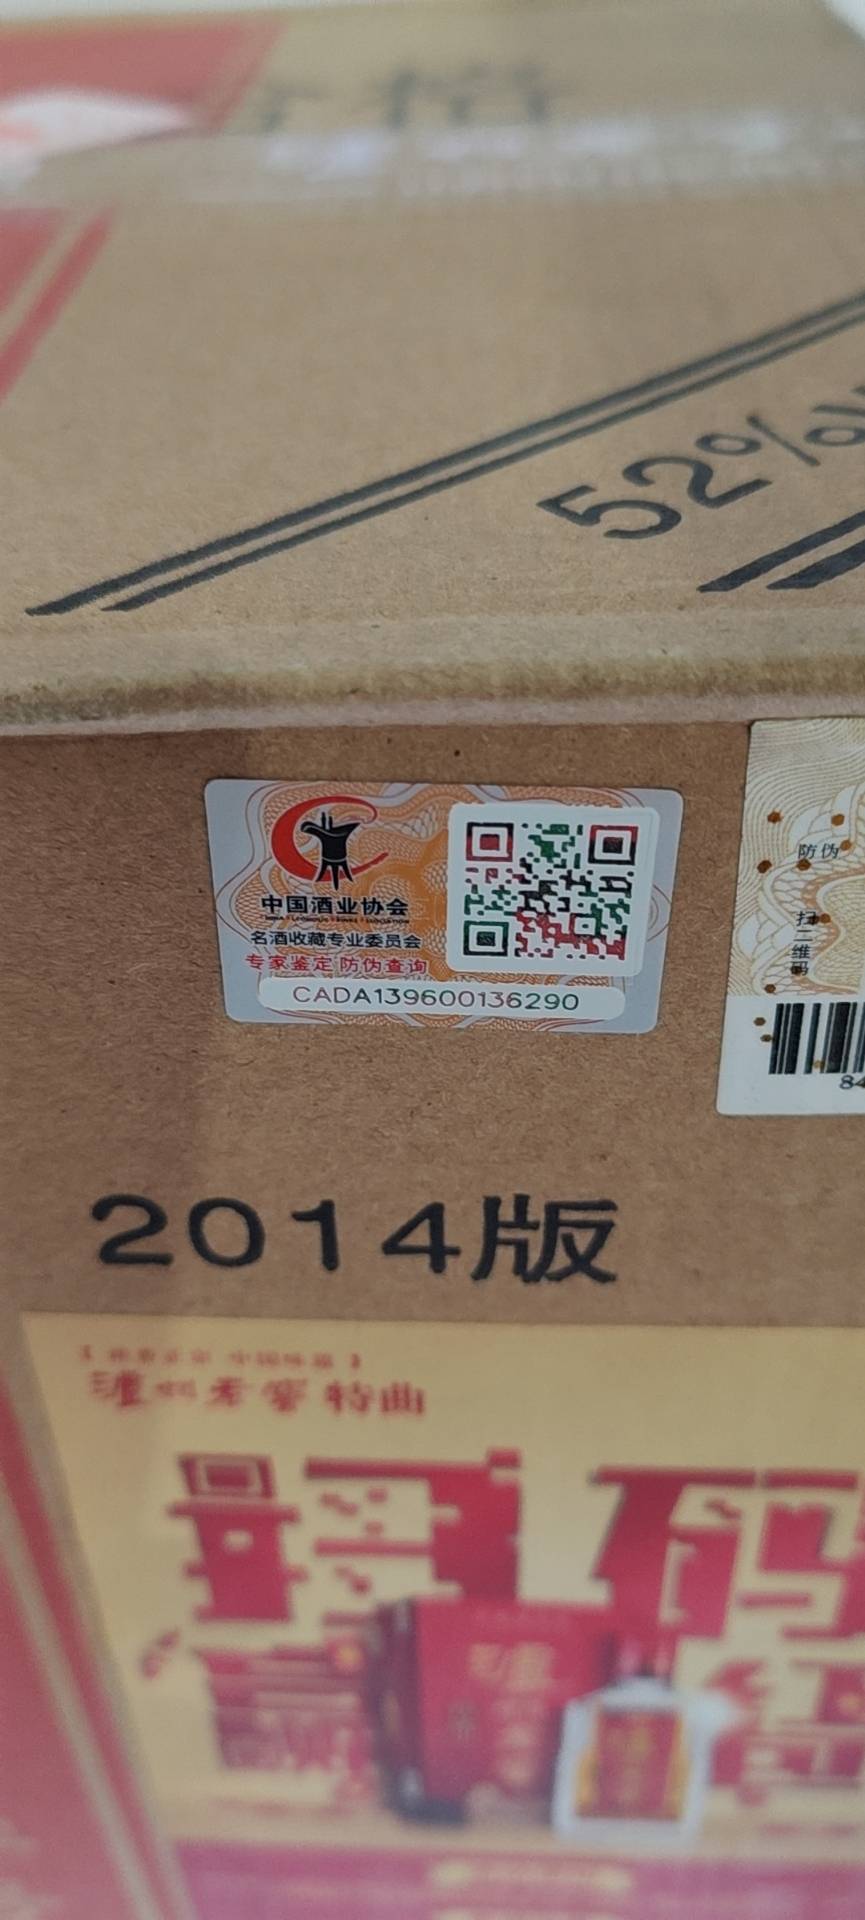 52%
中国酒业协会
名酒收藏专业委员会
专家鉴定 防伪查询
CADA139600136290
防伪
扫二维码
84
2014版
泸州老窖 特曲